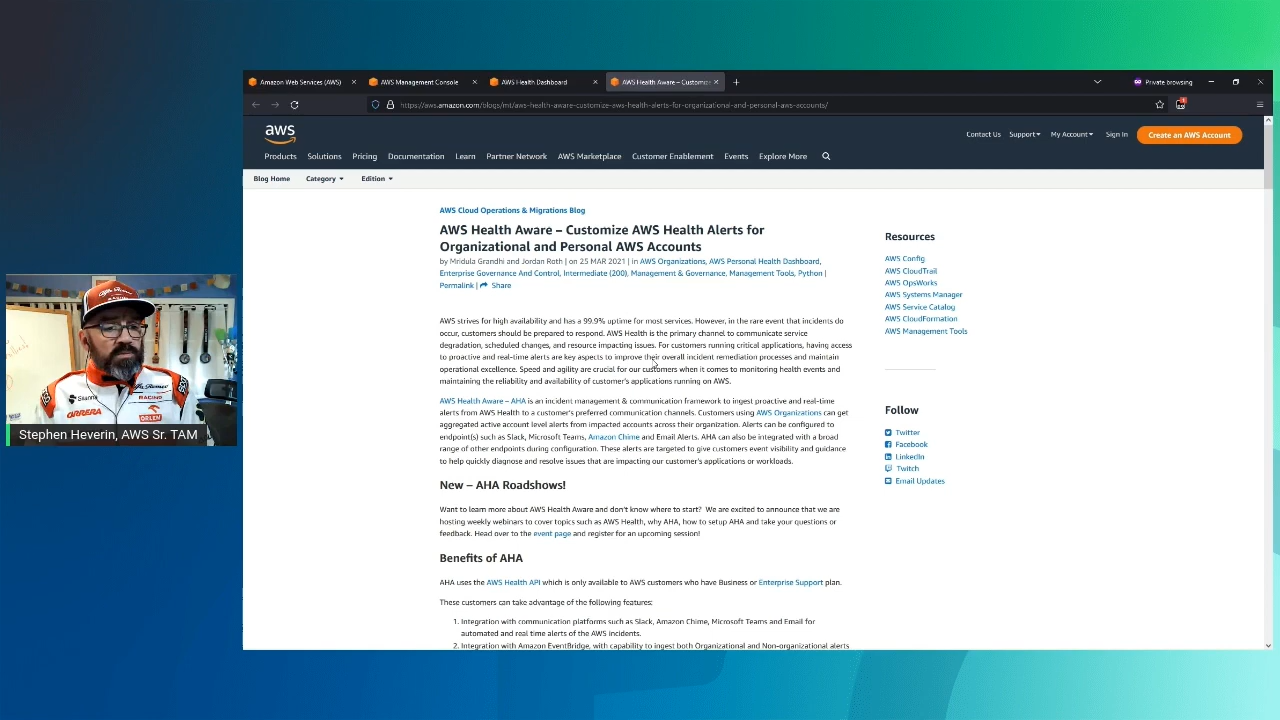 Amazon Web Services (AWS)
AWS Management Console
AWS Health Dashboard
AWS Health Aware – Customize
Private browsing
https://aws.amazon.com/blogs/mt/aws-health-aware-customize-aws-health-alerts-for-organizational-and-personal-aws-accounts/
aws
Contact Us Support My Account Sign In Create an AWS Account
Products Solutions Pricing Documentation Learn Partner Network AWS Marketplace Customer Enablement Events Explore More
Blog Home Category Edition
AWS Cloud Operations & Migrations Blog
AWS Health Aware – Customize AWS Health Alerts for
Organizational and Personal AWS Accounts
by Mridula Grandhi and Jordan Roth | on 25 MAR 2021 | in AWS Organizations, AWS Personal Health Dashboard,
Enterprise Governance And Control, Intermediate (200), Management & Governance, Management Tools, Python |
Permalink | Share
AWS strives for high availability and has a 99.9% uptime for most services. However, in the rare event that incidents do
occur, customers should be prepared to respond. AWS Health is the primary channel to communicate service
degradation, scheduled changes, and resource impacting issues. For customers running critical applications, having access
to proactive and real-time alerts are key aspects to improve their overall incident remediation processes and maintain
operational excellence. Speed and agility are crucial for our customers when it comes to monitoring health events and
maintaining the reliability and availability of customer's applications running on AWS.
AWS Health Aware – AHA is an incident management & communication framework to ingest proactive and real-time
alerts from AWS Health to a customer's preferred communication channels. Customers using AWS Organizations can get
aggregated active account level alerts from impacted accounts across their organization. Alerts can be configured to
endpoint(s) such as Slack, Microsoft Teams, Amazon Chime and Email Alerts. AHA can also be integrated with a broad
range of other endpoints during configuration. These alerts are targeted to give customers event visibility and guidance
to help quickly diagnose and resolve issues that are impacting our customer's applications or workloads.
New – AHA Roadshows!
Want to learn more about AWS Health Aware and don't know where to start? We are excited to announce that we are
hosting weekly webinars to cover topics such as AWS Health, why AHA, how to setup AHA and take your questions or
feedback. Head over to the event page and register for an upcoming session!
Benefits of AHA
AHA uses the AWS Health API which is only available to AWS customers who have Business or Enterprise Support plan.
These customers can take advantage of the following features:
1. Integration with communication platforms such as Slack, Amazon Chime, Microsoft Teams and Email for
automated and real time alerts of the AWS incidents.
2. Integration with Amazon EventBridge, with capability to ingest both Organizational and Non-organizational alerts
Resources
AWS Config
AWS CloudTrail
AWS OpsWorks
AWS Systems Manager
AWS Service Catalog
AWS CloudFormation
AWS Management Tools
Follow
Twitter
Facebook
LinkedIn
Twitch
Email Updates
CARRERA
RACING
ORLEN
Stephen Heverin, AWS Sr. TAM